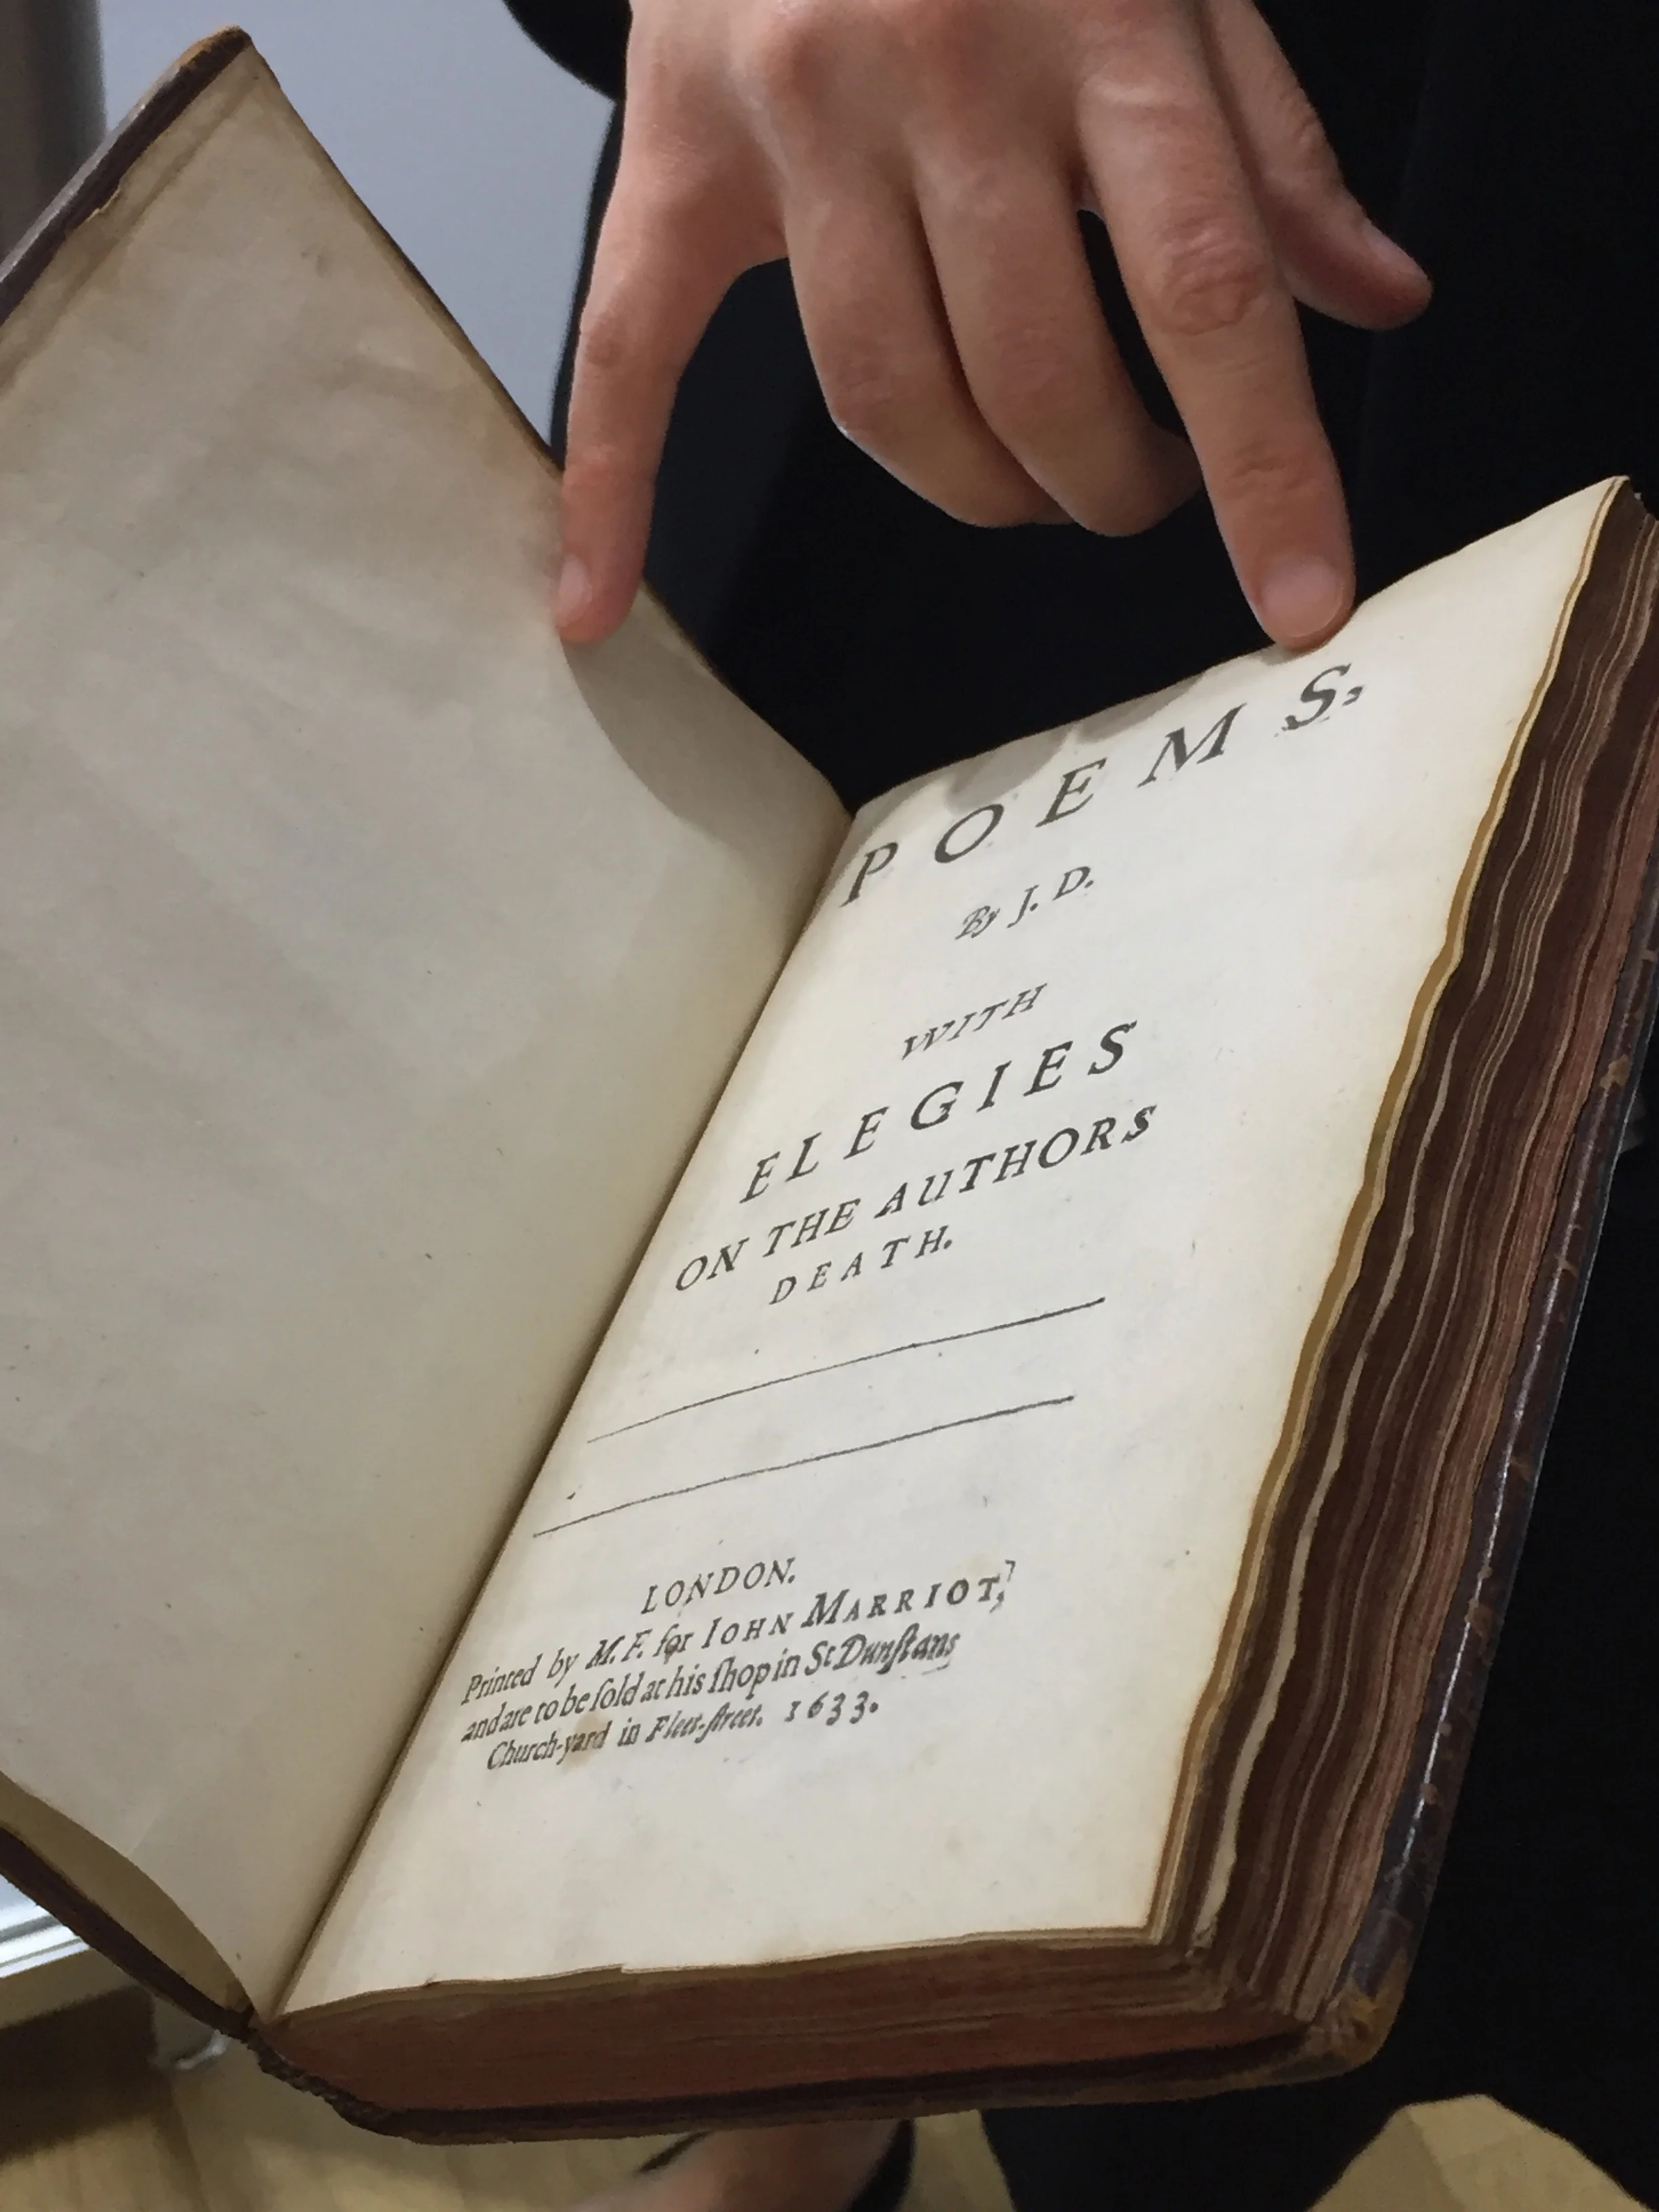 POEMS,
By J. D.
WITH
ELEGIES
ON THE AUTHORS
DEATH.
LONDON.
Printed by M. F. for IOHN MARRIOT,
and are to be ſold at his ſhop in St Dunſtans
Church-yard in Fleet-ſtreet. 1633.